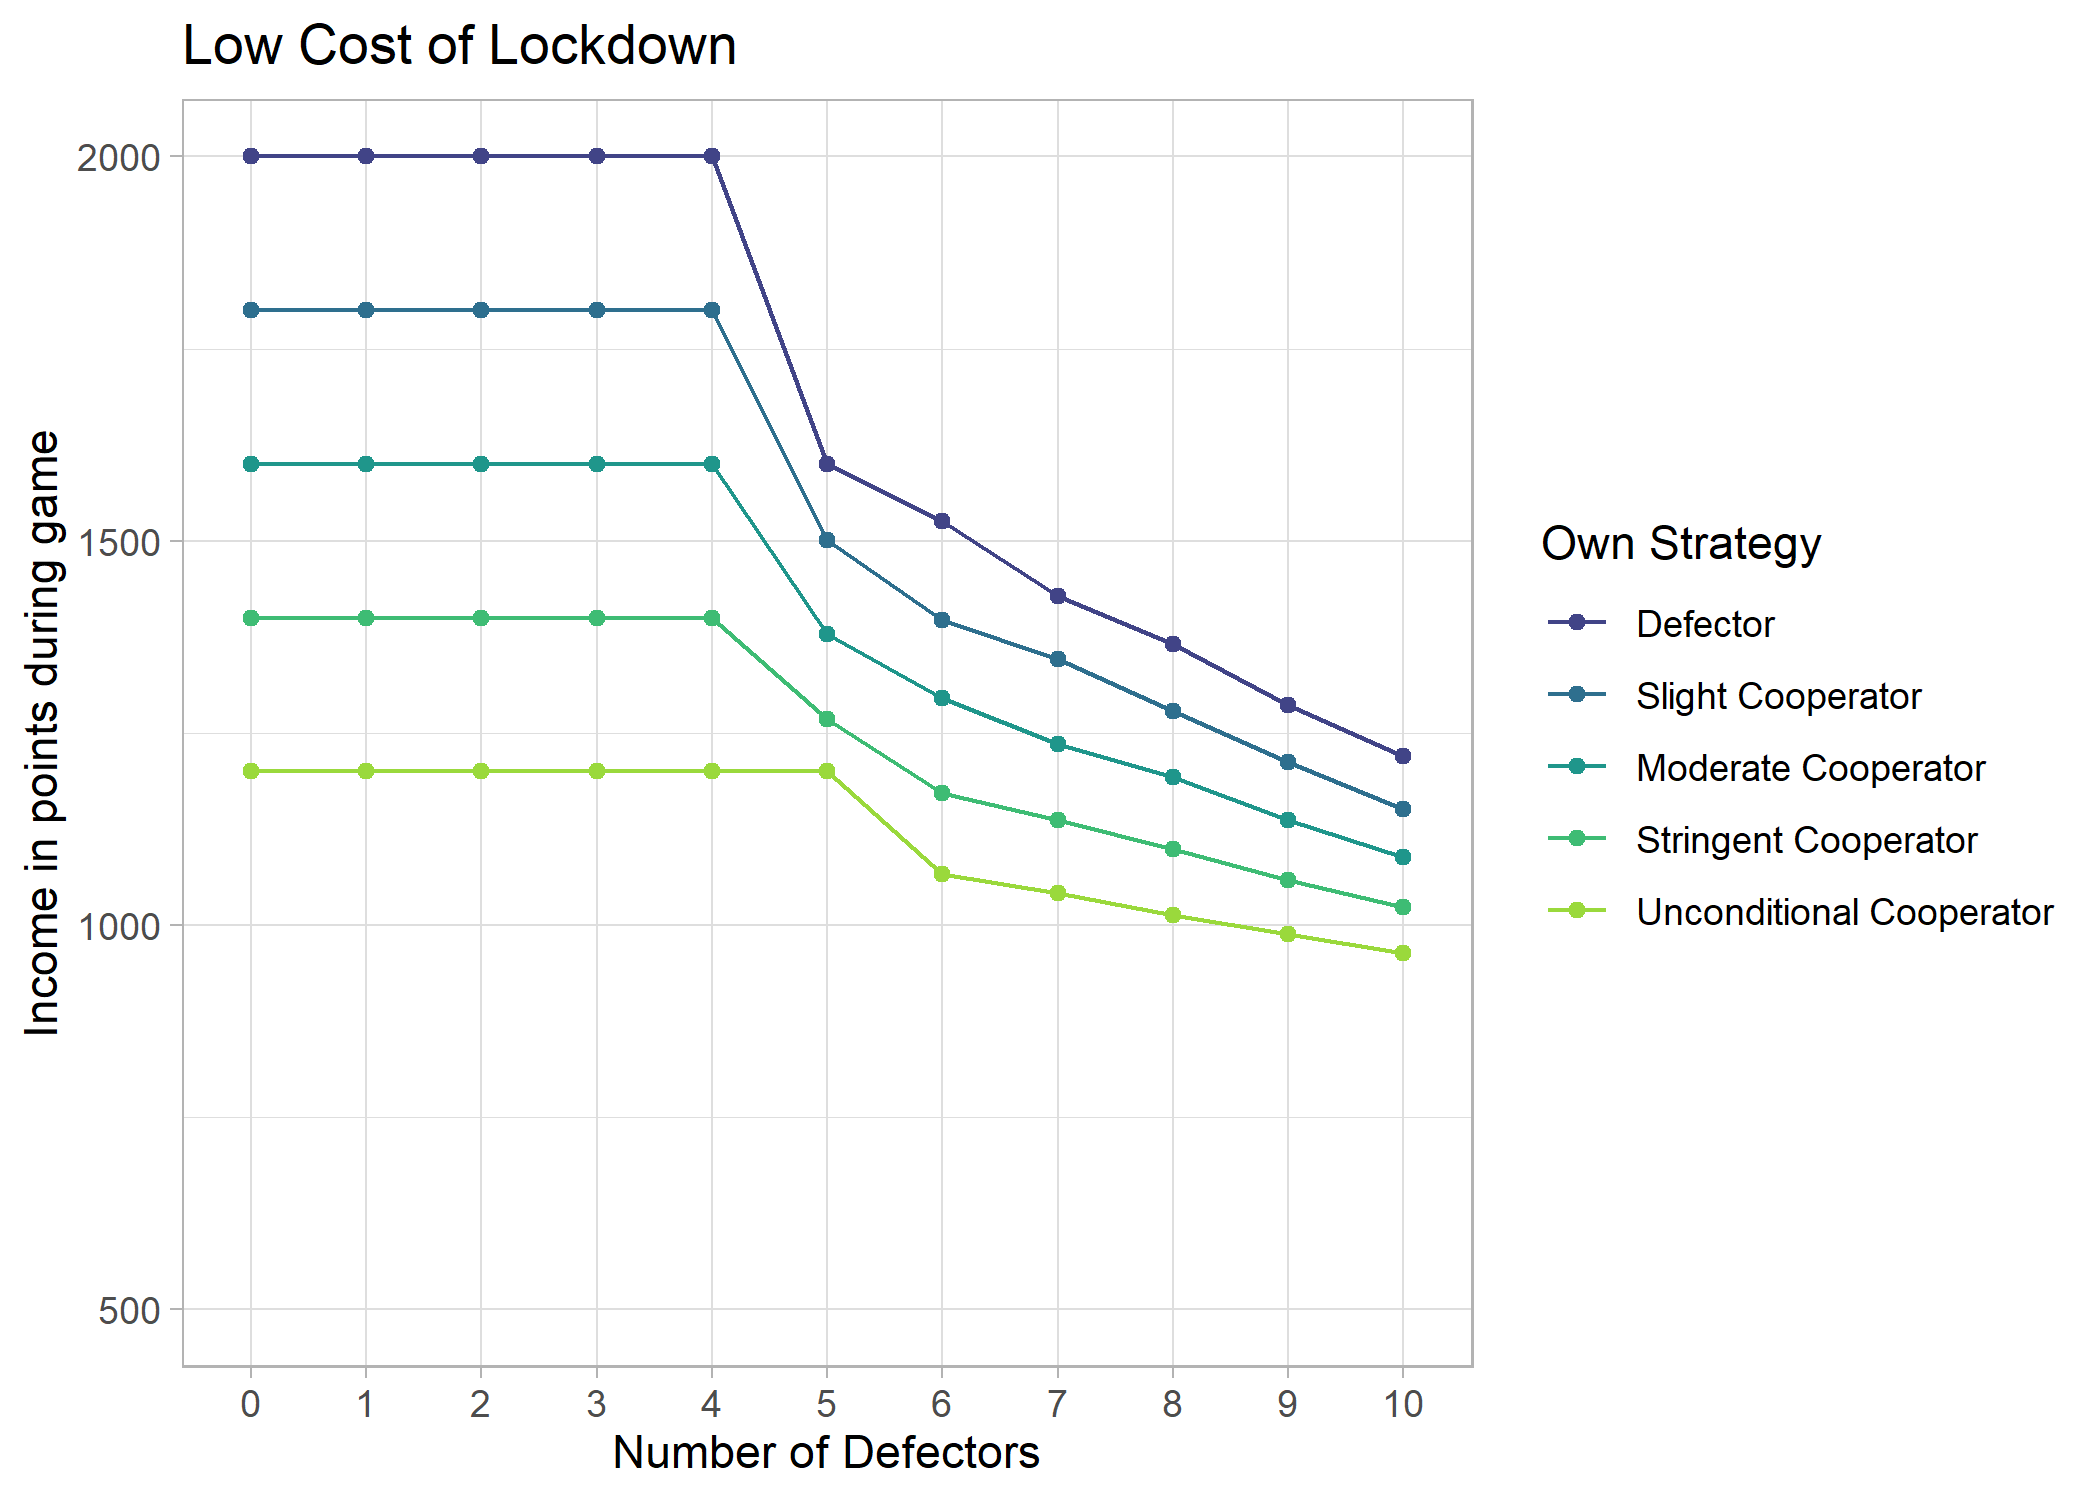 Low Cost of Lockdown
2000
1500
1000
500
Income in points during game
0 1 2 3 4 5 6 7 8 9 10
Number of Defectors
Own Strategy
Defector
Slight Cooperator
Moderate Cooperator
Stringent Cooperator
Unconditional Cooperator